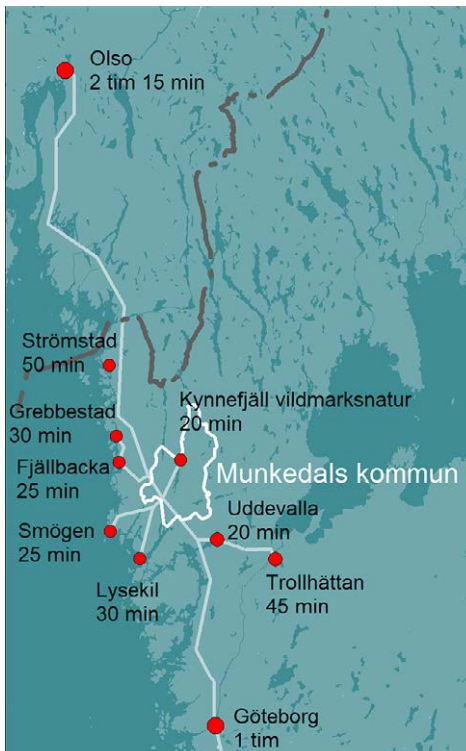 Olso
2 tim 15 min
Strömstad
50 min
Grebbestad
30 min
Kynnefjäll vildmarksnatur
20 min
Fjällbacka
25 min
Munkedals kommun
Smögen
25 min
Uddevalla
20 min
Lysekil
30 min
Trollhättan
45 min
Göteborg
1 tim